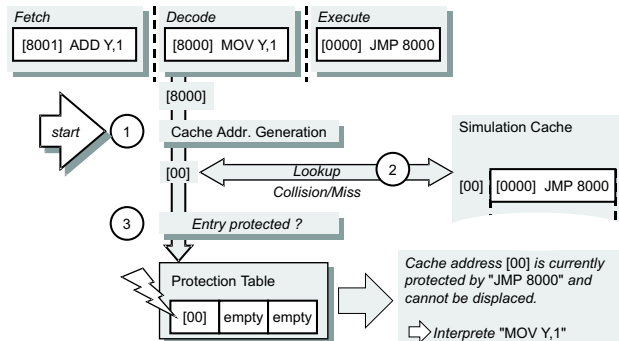 Fetch
Decode
Execute
[8001] ADD Y,1
[8000] MOV Y,1
[0000] JMP 8000
[8000]
start
1
Cache Addr. Generation
Simulation Cache
[00]
Lookup
2
Collision/Miss
[00]
[0000] JMP 8000
3
Entry protected ?
Protection Table
[00]
empty
empty
Cache address [00] is currently
protected by "JMP 8000" and
cannot be displaced.
Interprete "MOV Y,1"